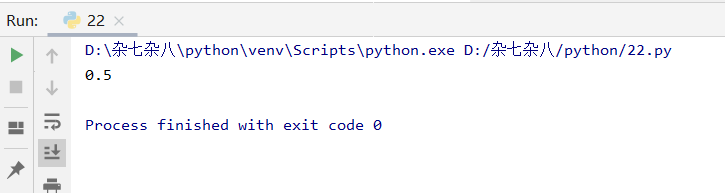 Run: 22
D:\杂七杂八\python\venv\Scripts\python.exe D:/杂七杂八/python/22.py
0.5
Process finished with exit code 0